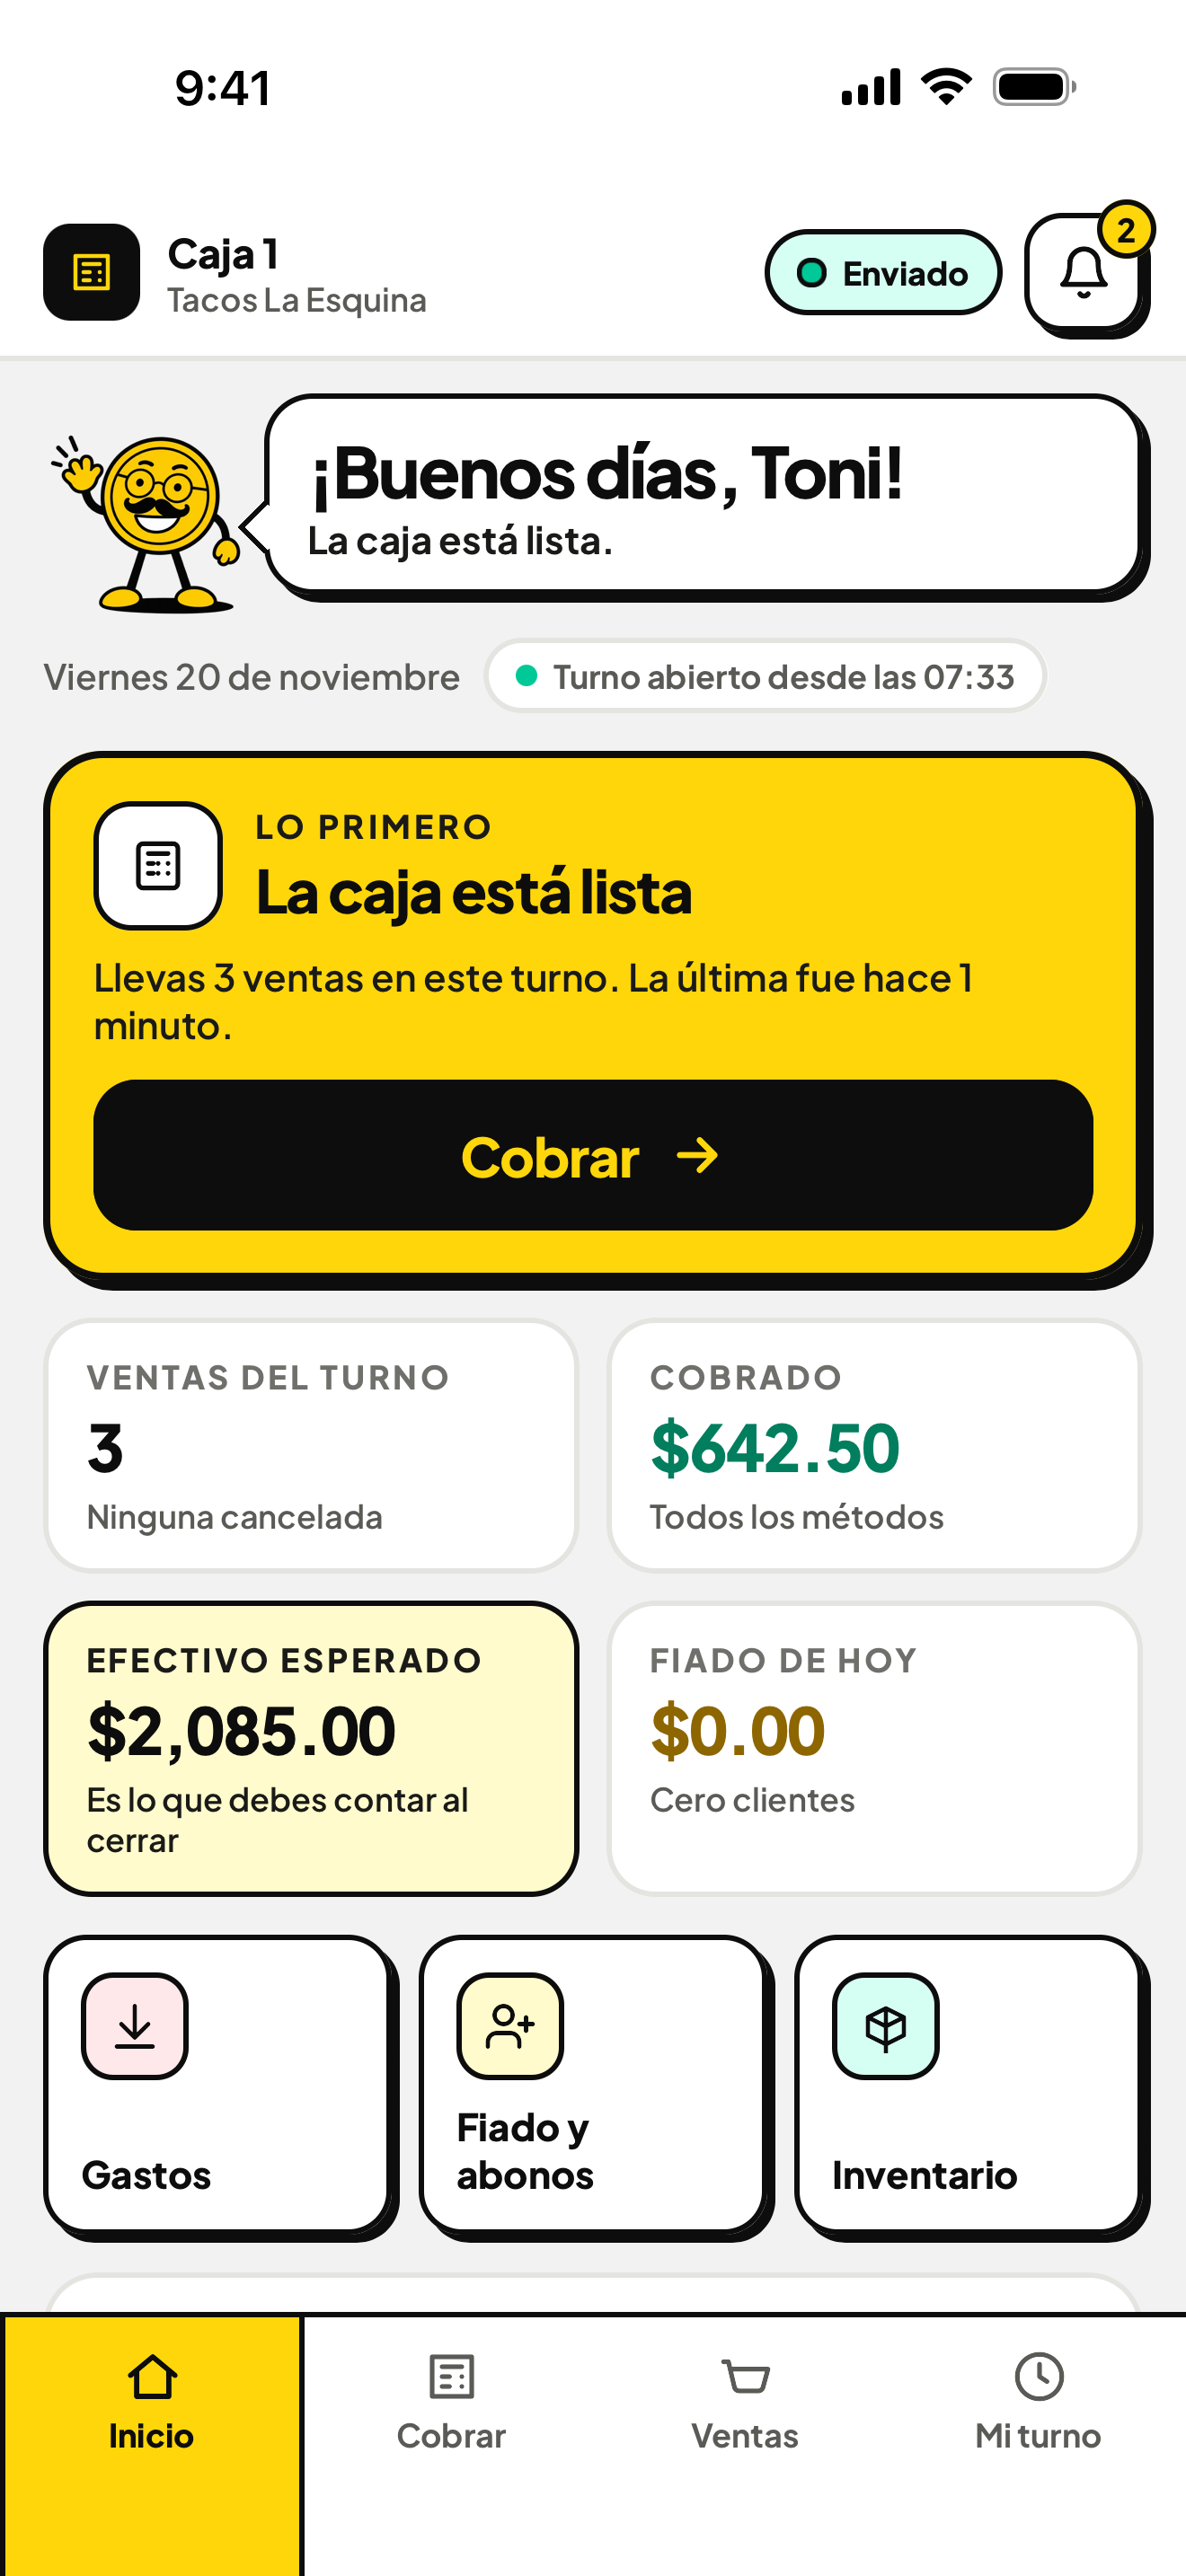 9:41
Caja 1
Tacos La Esquina
Enviado
2
¡Buenos días, Toni!
La caja está lista.
Viernes 20 de noviembre
Turno abierto desde las 07:33
LO PRIMERO
La caja está lista
Llevas 3 ventas en este turno. La última fue hace 1
minuto.
Cobrar
VENTAS DEL TURNO
3
Ninguna cancelada
COBRADO
$642.50
Todos los métodos
EFECTIVO ESPERADO
$2,085.00
Es lo que debes contar al
cerrar
FIADO DE HOY
$0.00
Cero clientes
Gastos
Fiado y
abonos
Inventario
Inicio
Cobrar
Ventas
Mi turno